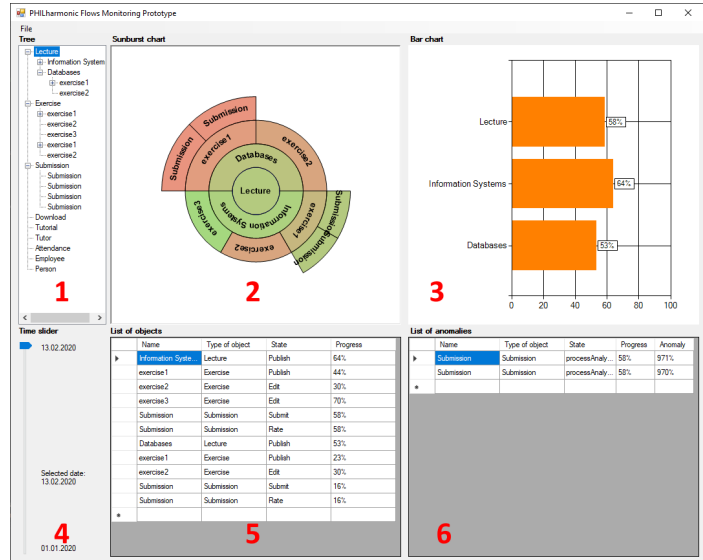 PHILharmonic Flows Monitoring Prototype
File
Tree
Lecture
Information System
Databases
exercise1
exercise2
Exercise
exercise1
exercise2
exercise3
exercise1
exercise2
Submission
Submission
Submission
Submission
Submission
Download
Tutorial
Tutor
Attendance
Employee
Person
1
Sunburst chart
Submission
Submission
exercise1
exercise2
Databases
Lecture
Information Systems
exercise3
exercise2
exercise1
Submission
Submission
2
Bar chart
Lecture
58%
Information Systems
64%
Databases
53%
0 20 40 60 80 100
3
Time slider
13.02.2020
Selected date:
13.02.2020
01.01.2020
4
List of objects
Name Type of object State Progress
Information Syste... Lecture Publish 64%
exercise1 Exercise Publish 44%
exercise2 Exercise Edit 30%
exercise3 Exercise Edit 70%
Submission Submission Submit 58%
Submission Submission Rate 58%
Databases Lecture Publish 53%
exercise1 Exercise Publish 23%
exercise2 Exercise Edit 30%
Submission Submission Submit 16%
Submission Submission Rate 16%
5
List of anomalies
Name Type of object State Progress Anomaly
Submission Submission processAnaly... 58% 971%
Submission Submission processAnaly... 58% 970%
6